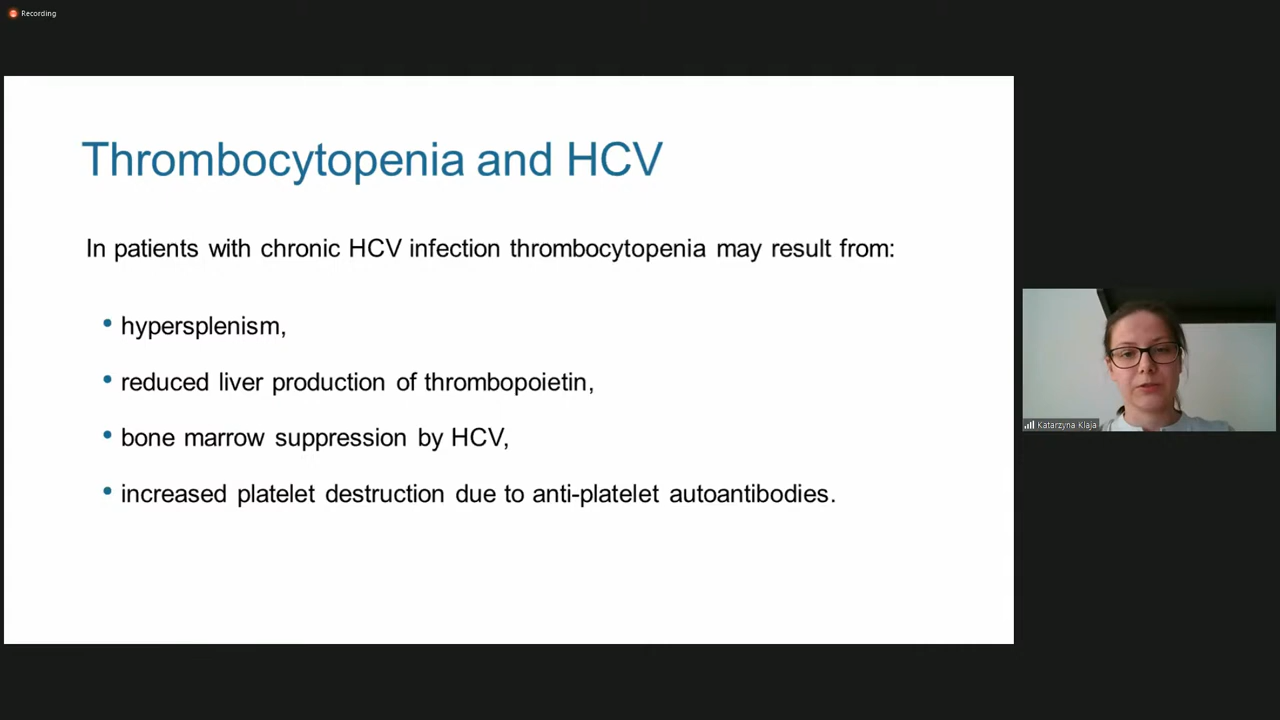 Recording
Thrombocytopenia and HCV
In patients with chronic HCV infection thrombocytopenia may result from:
• hypersplenism,
• reduced liver production of thrombopoietin,
• bone marrow suppression by HCV,
• increased platelet destruction due to anti-platelet autoantibodies.
Katarzyna Klaja